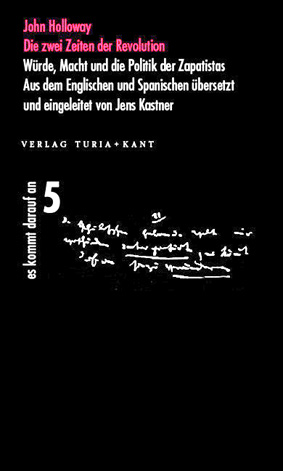 John Holloway
Die zwei Zeiten der Revolution
Würde, Macht und die Politik der Zapatistas
Aus dem Englischen und Spanischen übersetzt
und eingeleitet von Jens Kastner
VERLAG TURIA + KANT
es kommt darauf an
5